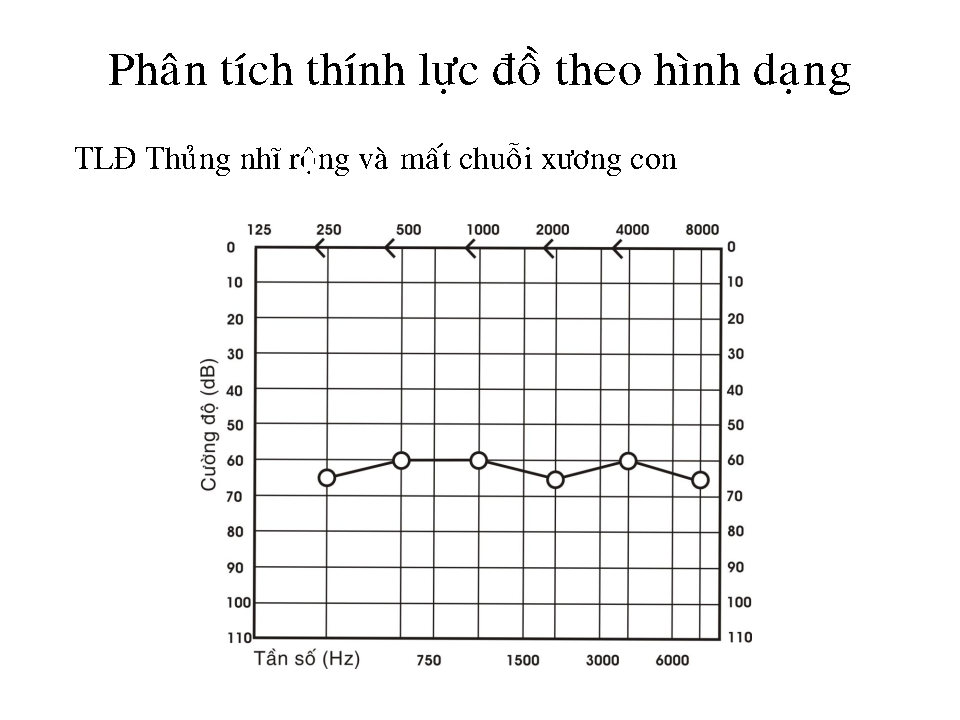 Phân tích thính lực đồ theo hình dạng
TLĐ Thủng nhĩ rộng và mất chuỗi xương con
125 250 500 1000 2000 4000 8000
0 0
10 10
20 20
30 30
40 40
50 50
60 60
70 70
80 80
90 90
100 100
110 110
Cường độ (dB)
Tần số (Hz) 750 1500 3000 6000